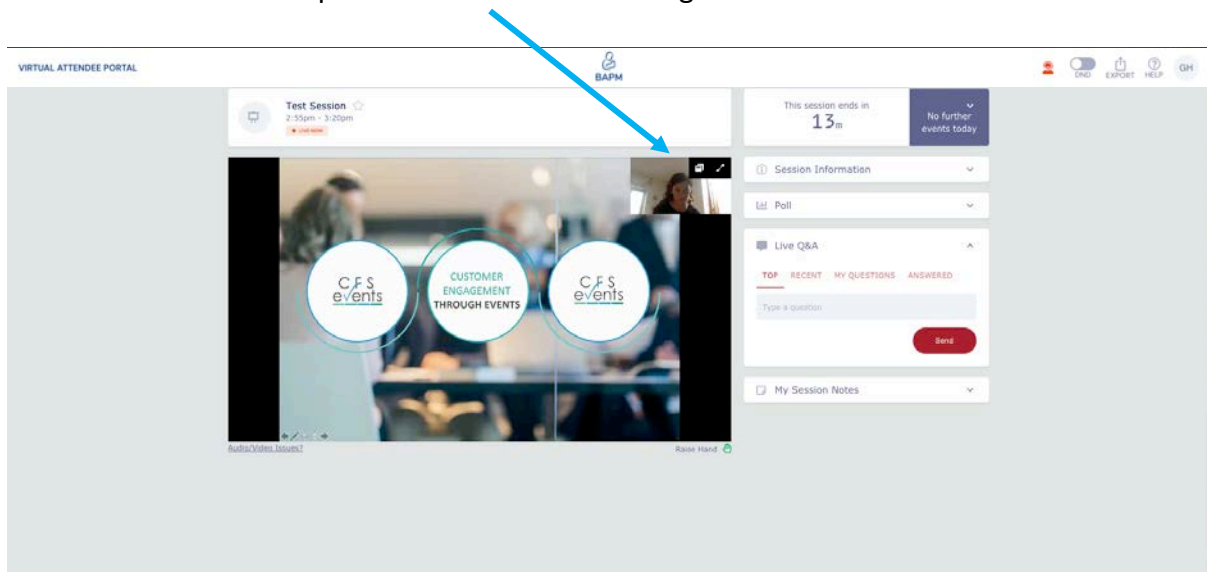 VIRTUAL ATTENDEE PORTAL
BAPM
DND
EXPORT
HELP
GH
Test Session
2:55pm - 3:20pm
LIVE NOW
This session ends in
13m
No further
events today
Session Information
Poll
Live Q&A
TOP RECENT MY QUESTIONS ANSWERED
Type a question
Send
My Session Notes
CFS
events
CUSTOMER
ENGAGEMENT
THROUGH EVENTS
CFS
events
Audio/Video Issues?
Raise Hand